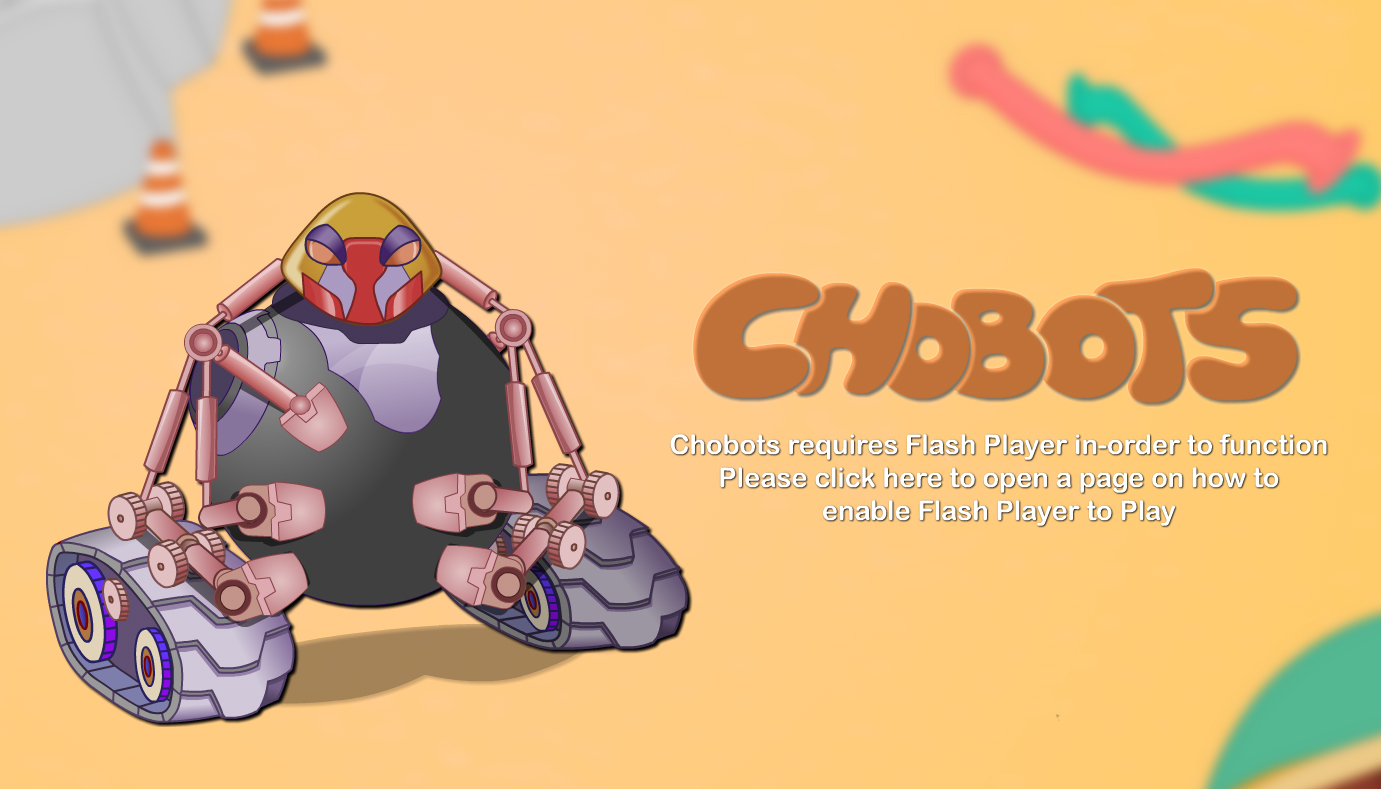 CHOBOTS
Chobots requires Flash Player in-order to function
Please click here to open a page on how to
enable Flash Player to Play